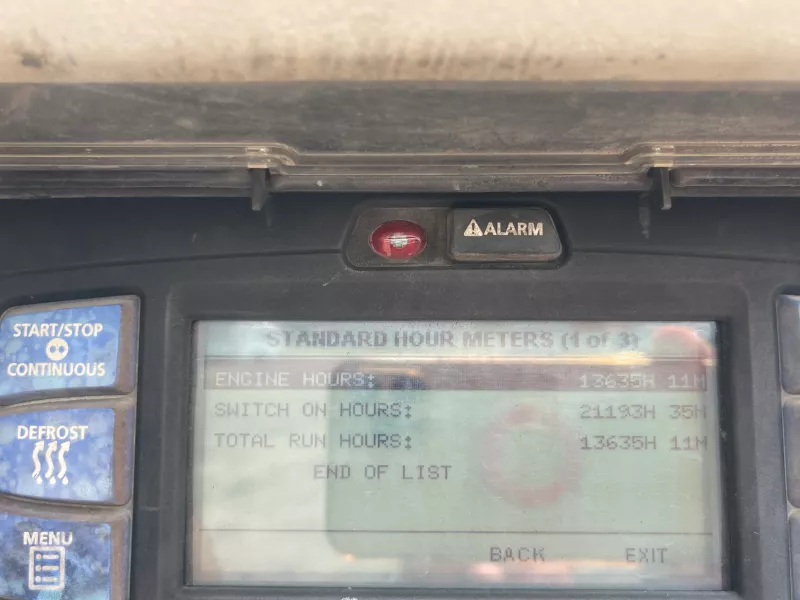 ALARM
START/STOP
CONTINUOUS
DEFROST
MENU
STANDARD HOUR METERS (1 of 3)
ENGINE HOURS: 13635H 11M
SWITCH ON HOURS: 21193H 35M
TOTAL RUN HOURS: 13635H 11M
END OF LIST
BACK EXIT